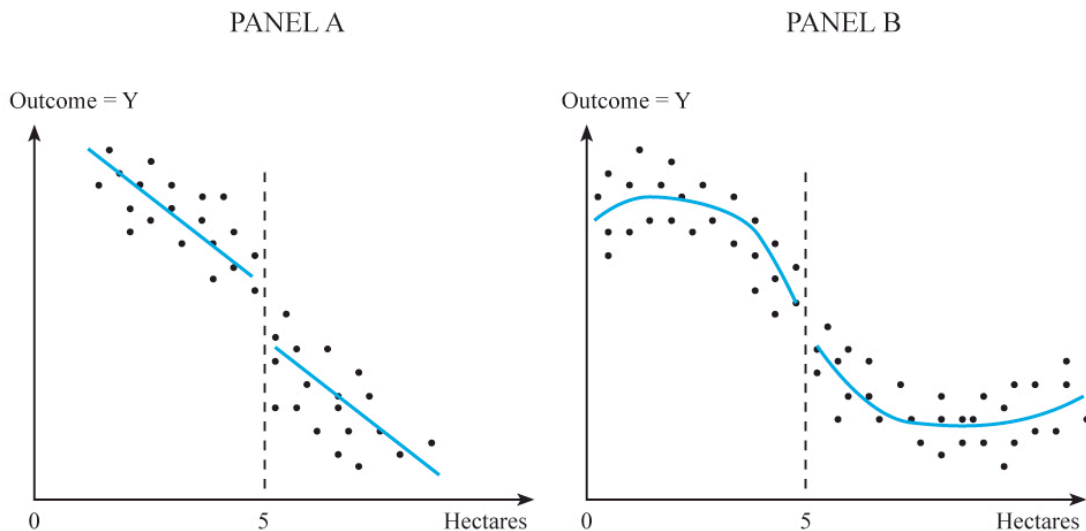 PANEL A
Outcome = Y
0
5
Hectares
PANEL B
Outcome = Y
0
5
Hectares